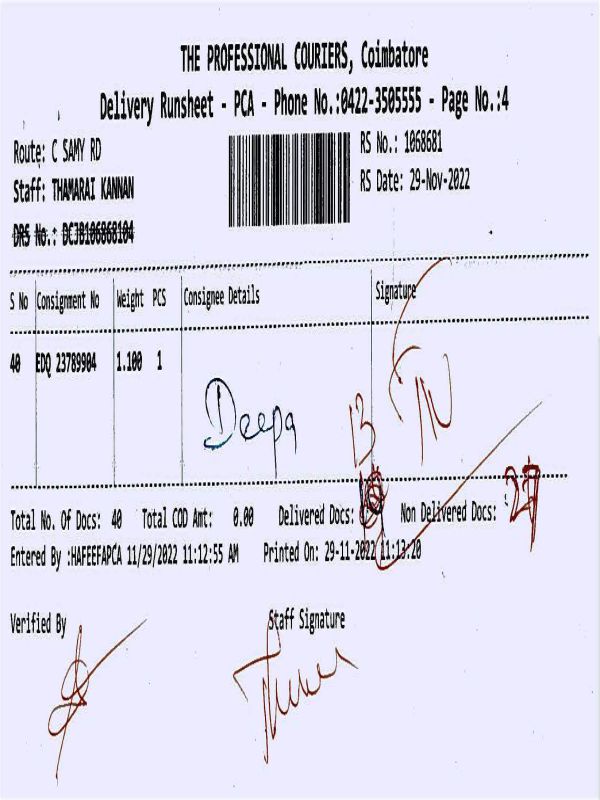 THE PROFESSIONAL COURIERS, Coimbatore
Delivery Runsheet - PCA - Phone No.:0422-3505555 - Page No.:4
Route: C SAMY RD
RS No.: 1068681
Staff: THAMARAI KANNAN
RS Date: 29-Nov-2022
DRS No.: DCJB106868104
S No Consignment No Weight PCS Consignee Details Signature
40 EDQ 23789904 1.100 1
Deepa
Total No. Of Docs: 40 Total COD Amt: 0.00 Delivered Docs: Non Delivered Docs: 27
Entered By :HAFEEFAPCA 11/29/2022 11:12:55 AM Printed On: 29-11-2022 11:13:20
Verified By Staff Signature